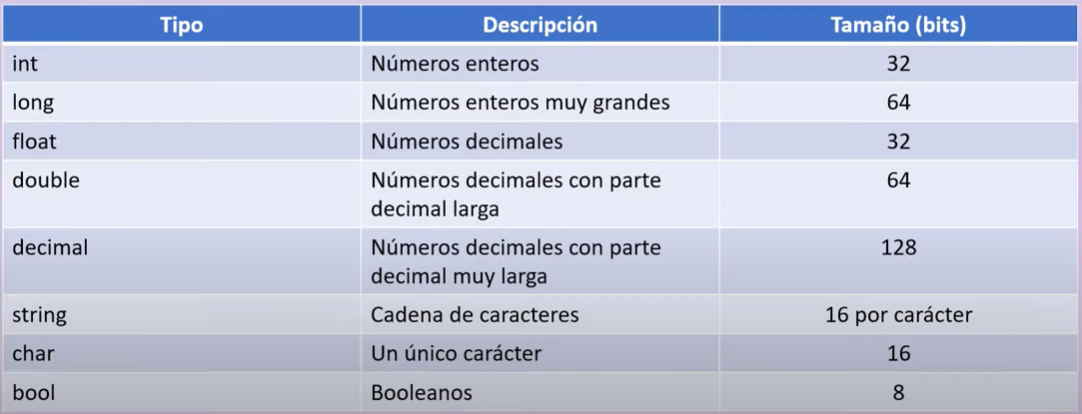 Tipo Descripción Tamaño (bits)
int Números enteros 32
long Números enteros muy grandes 64
float Números decimales 32
double Números decimales con parte 64
decimal larga
decimal Números decimales con parte 128
decimal muy larga
string Cadena de caracteres 16 por carácter
char Un único carácter 16
bool Booleanos 8